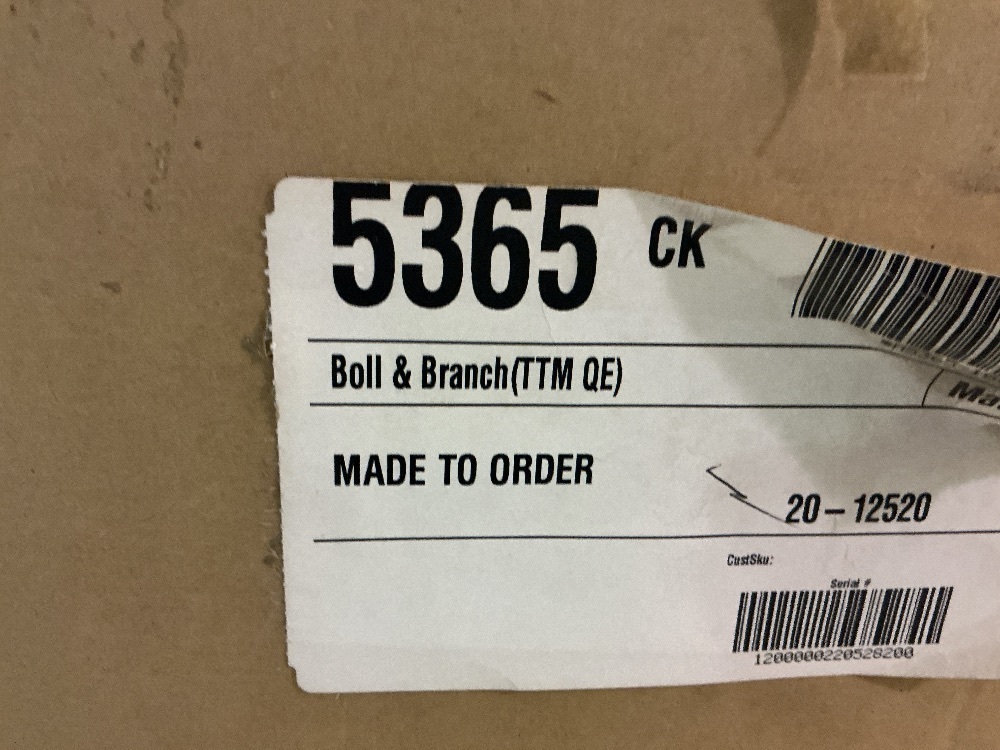 5365 CK
Boll & Branch(TTM QE)
MADE TO ORDER
20-12520
CustSku:
Serial #
1200000220528200